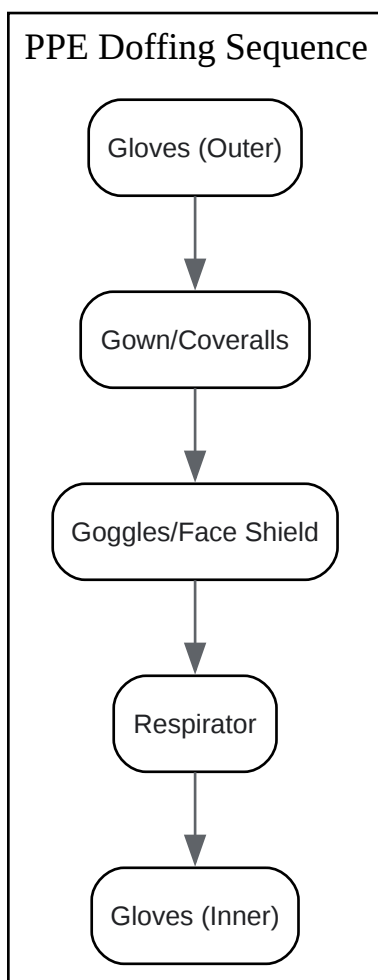 PPE Doffing Sequence
Gloves (Outer)
Gown/Coveralls
Goggles/Face Shield
Respirator
Gloves (Inner)